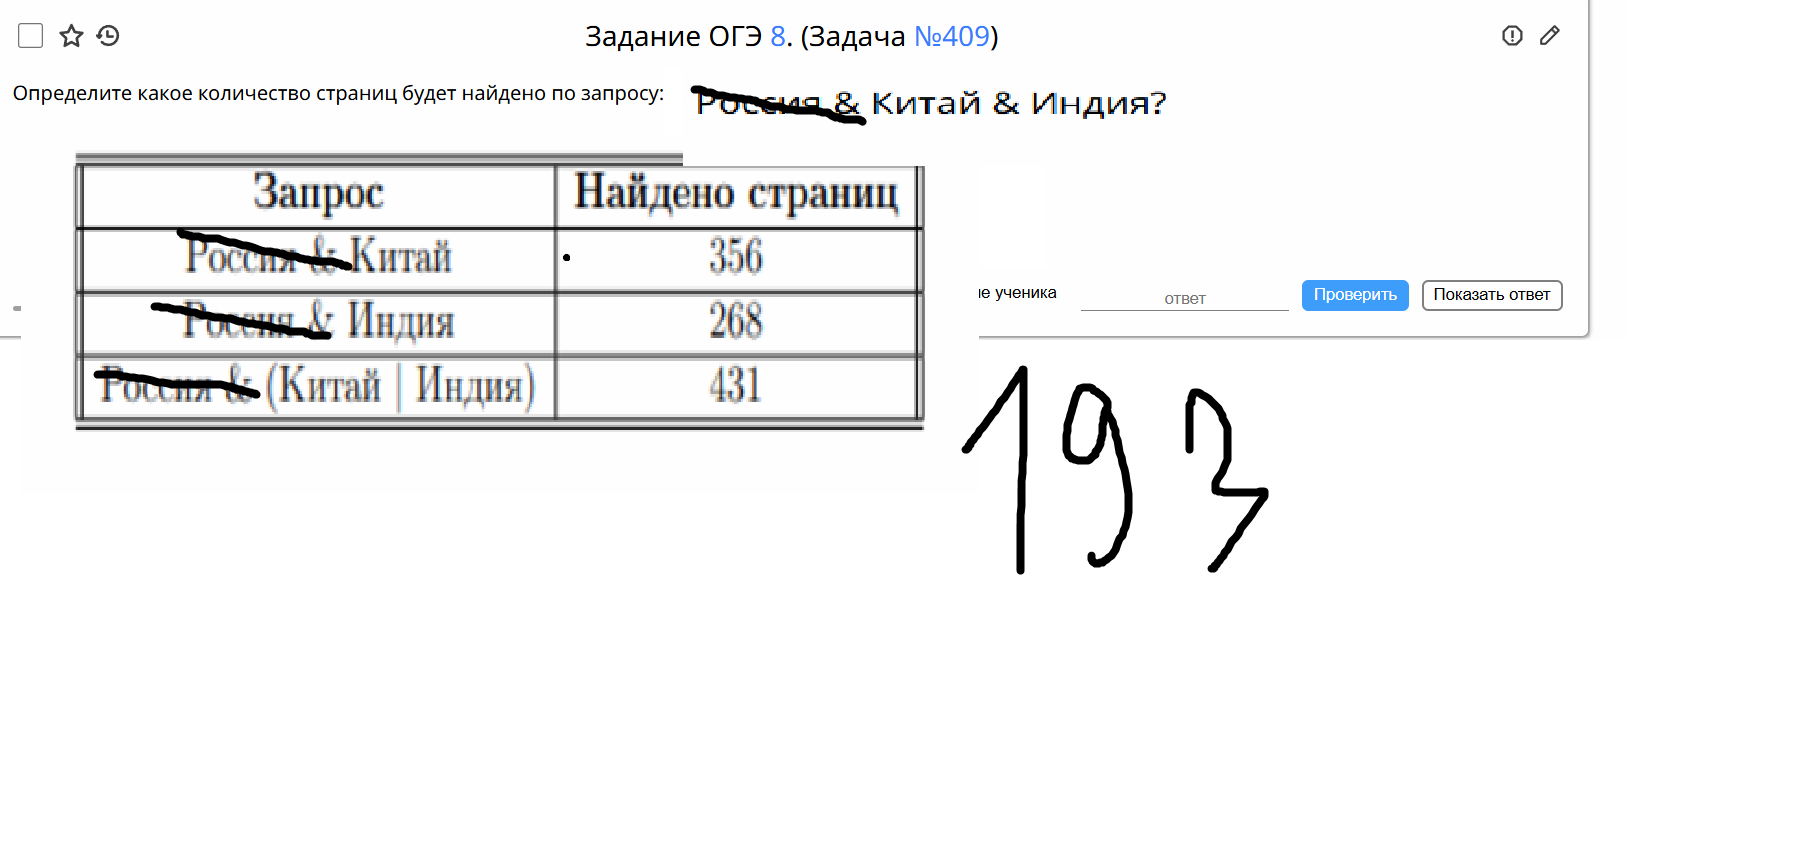 Задание ОГЭ 8. (Задача №409)
Определите какое количество страниц будет найдено по запросу:
Россия & Китай & Индия?
Запрос Найдено страниц
Россия & Китай 356
Россия & Индия 268
Россия & (Китай | Индия) 431
ие ученика ответ Проверить Показать ответ
193